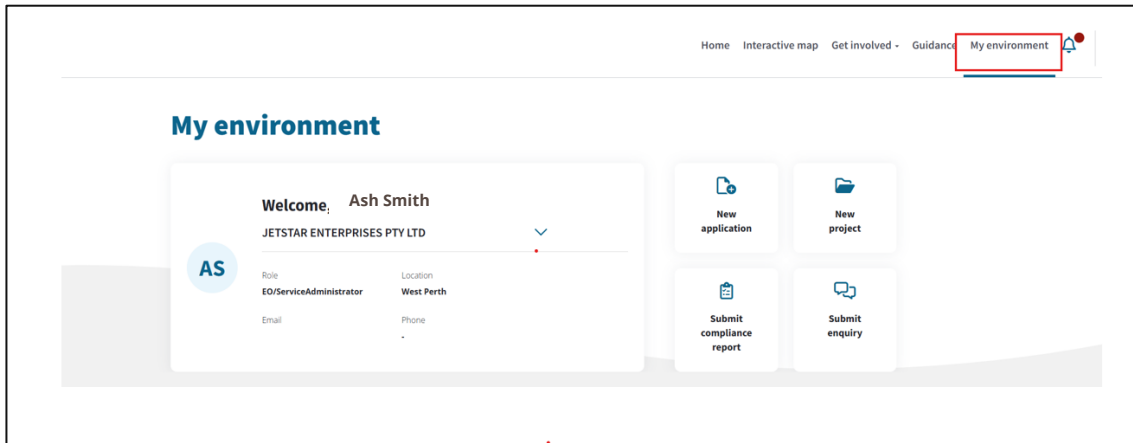 Home Interactive map Get involved - Guidance My environment
My environment
Welcome, Ash Smith
JETSTAR ENTERPRISES PTY LTD
AS
Role Location
EO/ServiceAdministrator West Perth
Email Phone
-
New application
New project
Submit compliance report
Submit enquiry